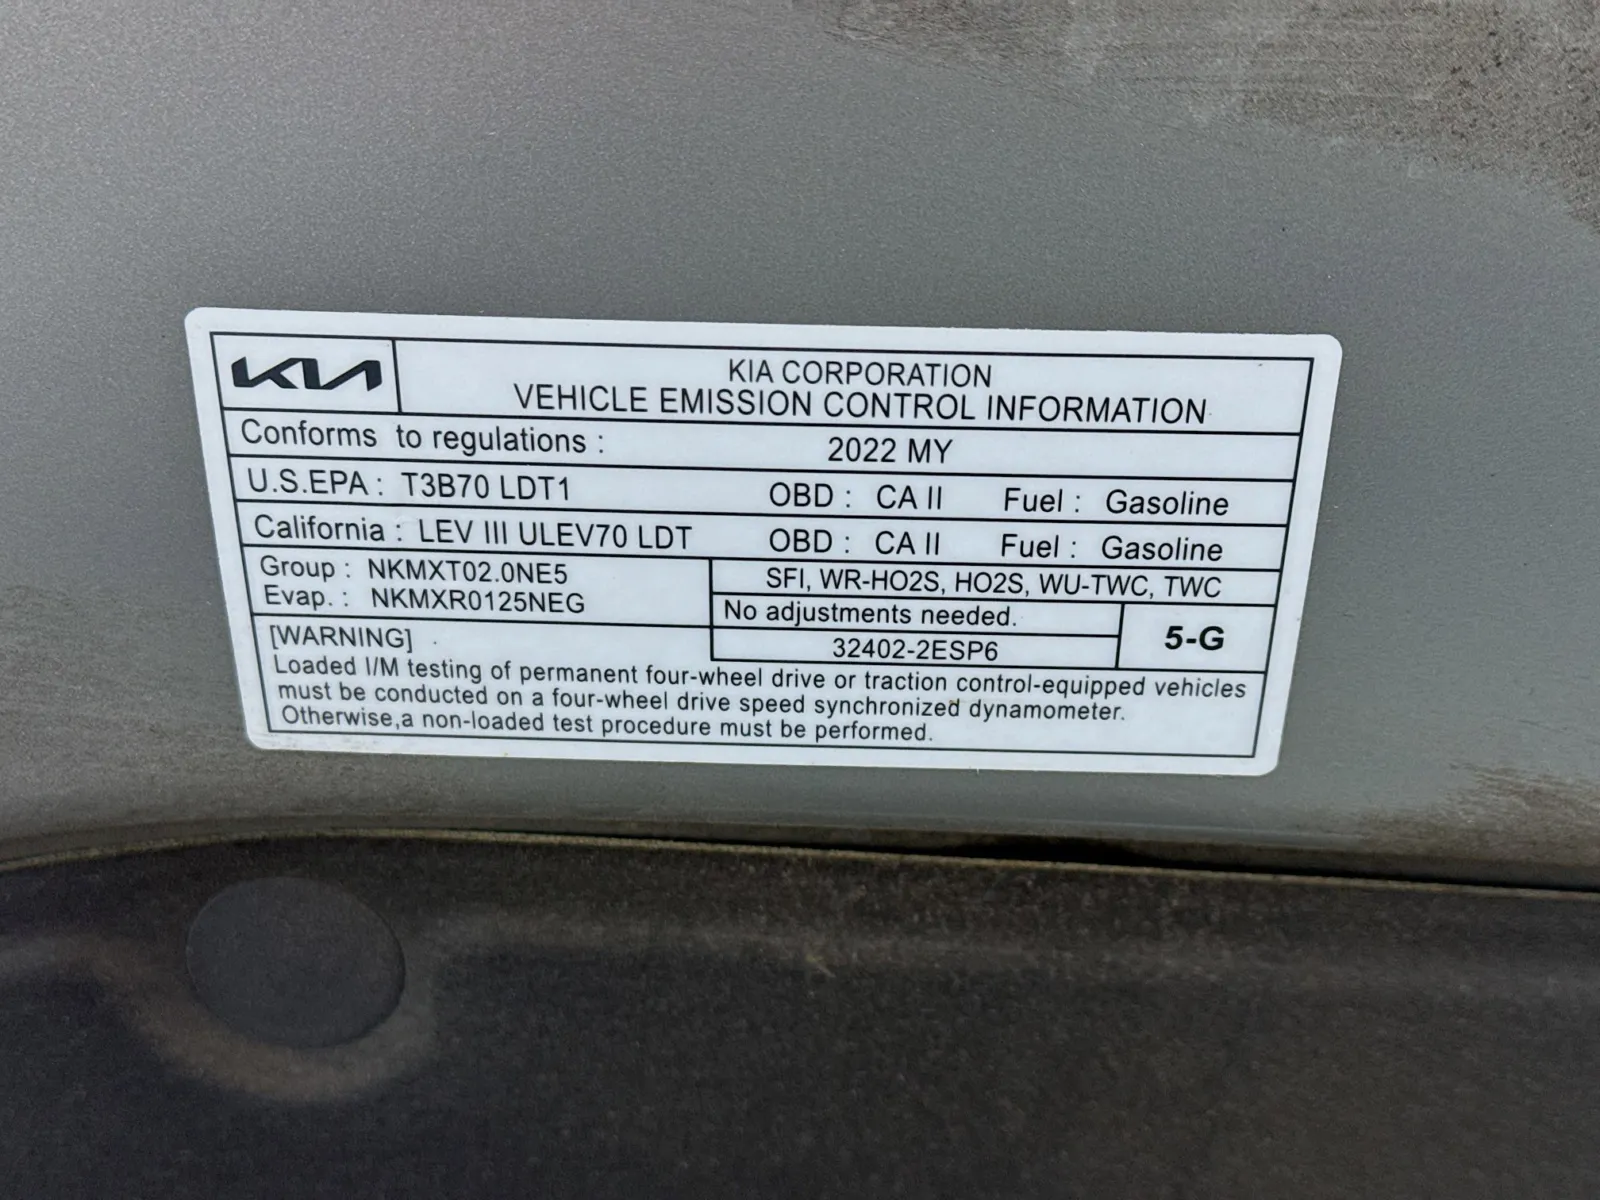 KIA
KIA CORPORATION
VEHICLE EMISSION CONTROL INFORMATION
Conforms to regulations : 2022 MY
U.S.EPA : T3B70 LDT1 OBD : CA II Fuel : Gasoline
California : LEV III ULEV70 LDT OBD : CA II Fuel : Gasoline
Group : NKMXT02.0NE5
Evap. : NKMXR0125NEG
SFI, WR-HO2S, HO2S, WU-TWC, TWC
No adjustments needed.
32402-2ESP6
5-G
[WARNING]
Loaded I/M testing of permanent four-wheel drive or traction control-equipped vehicles
must be conducted on a four-wheel drive speed synchronized dynamometer.
Otherwise,a non-loaded test procedure must be performed.